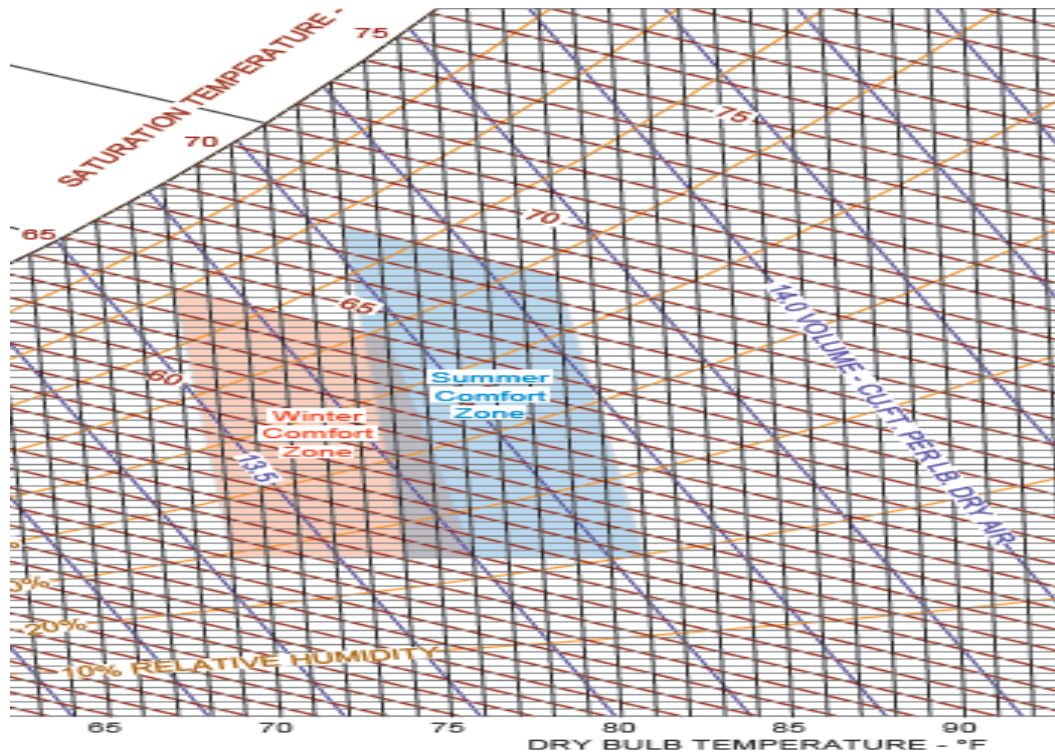 75
SATURATION TEMPERATURE -
70
75
65
70
65
60
Summer
Comfort
Zone
Winter
Comfort
Zone
13.5
14.0 VOLUME - CU.FT. PER LB. DRY AIR
0%
20%
10% RELATIVE HUMIDITY
65 70 75 80 85 90
DRY BULB TEMPERATURE - °F